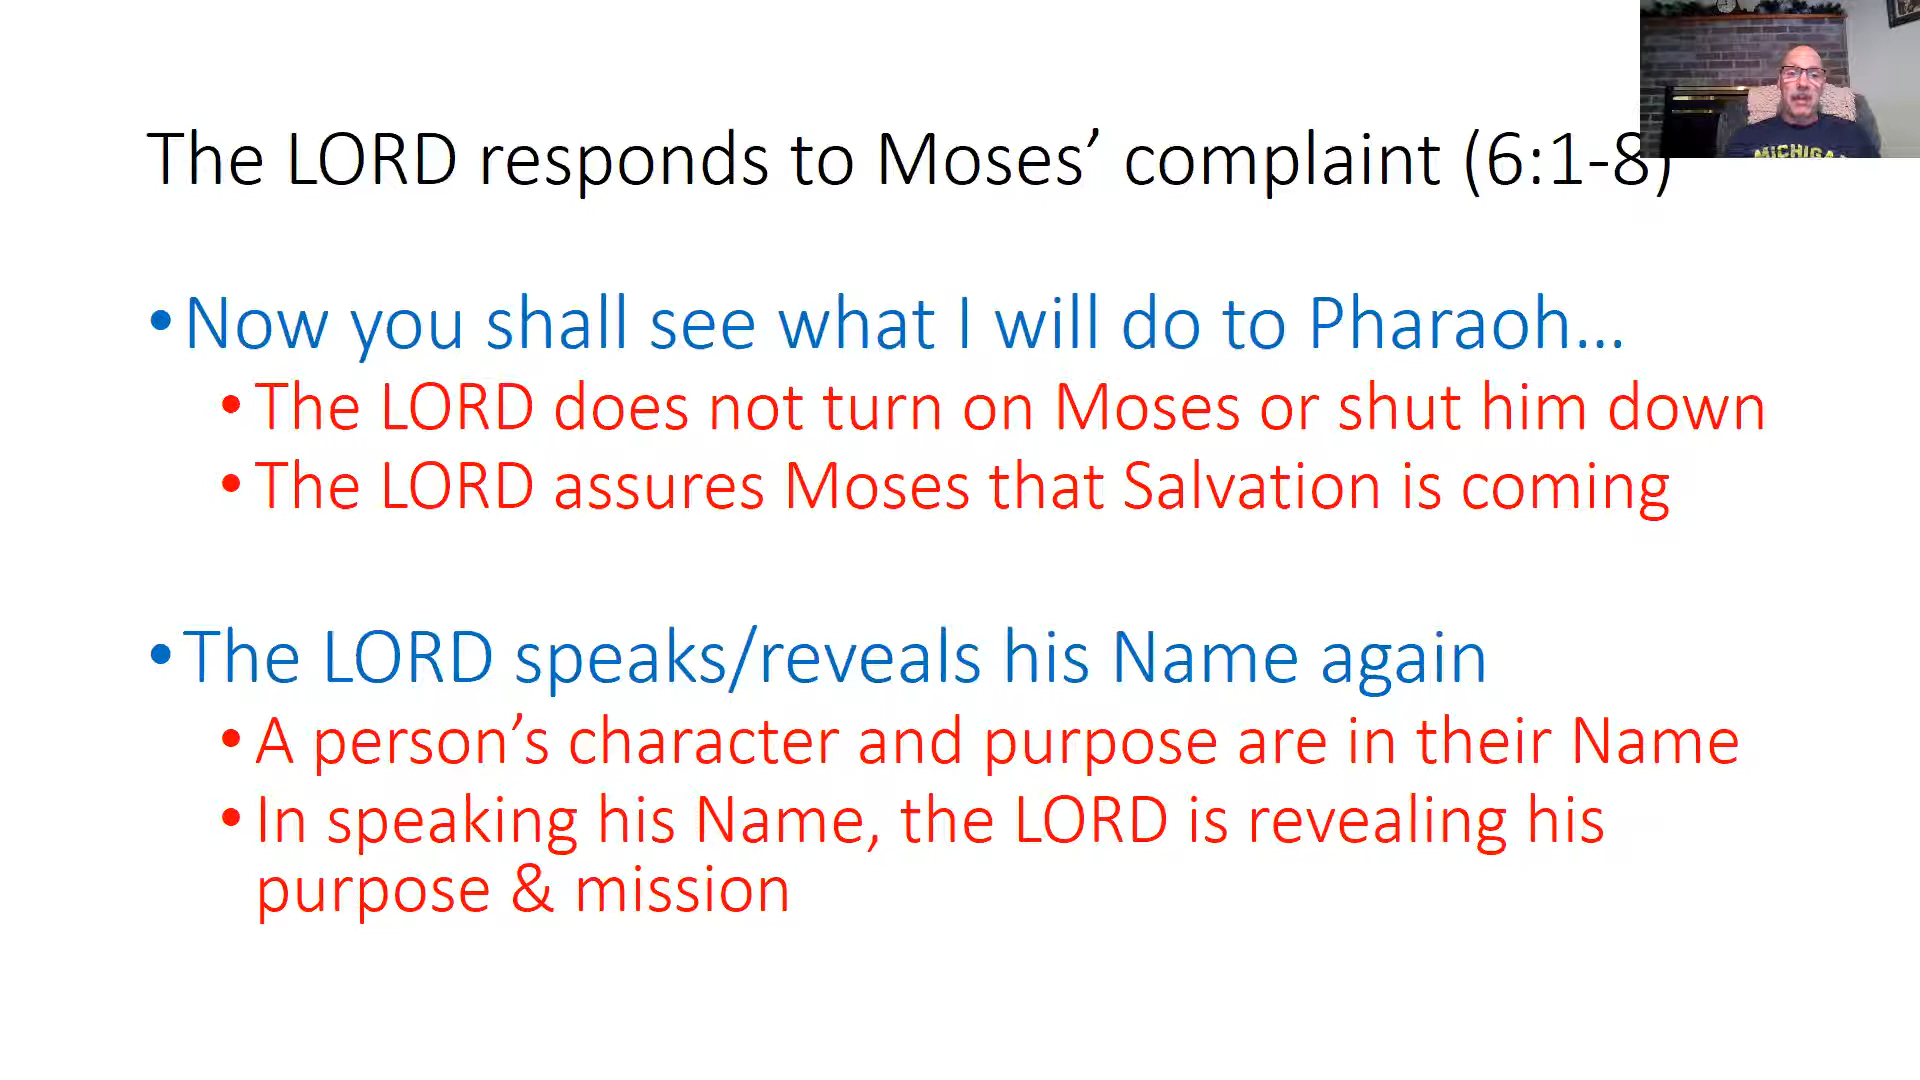 The LORD responds to Moses’ complaint (6:1-8)
• Now you shall see what I will do to Pharaoh...
• The LORD does not turn on Moses or shut him down
• The LORD assures Moses that Salvation is coming
• The LORD speaks/reveals his Name again
• A person’s character and purpose are in their Name
• In speaking his Name, the LORD is revealing his
purpose & mission